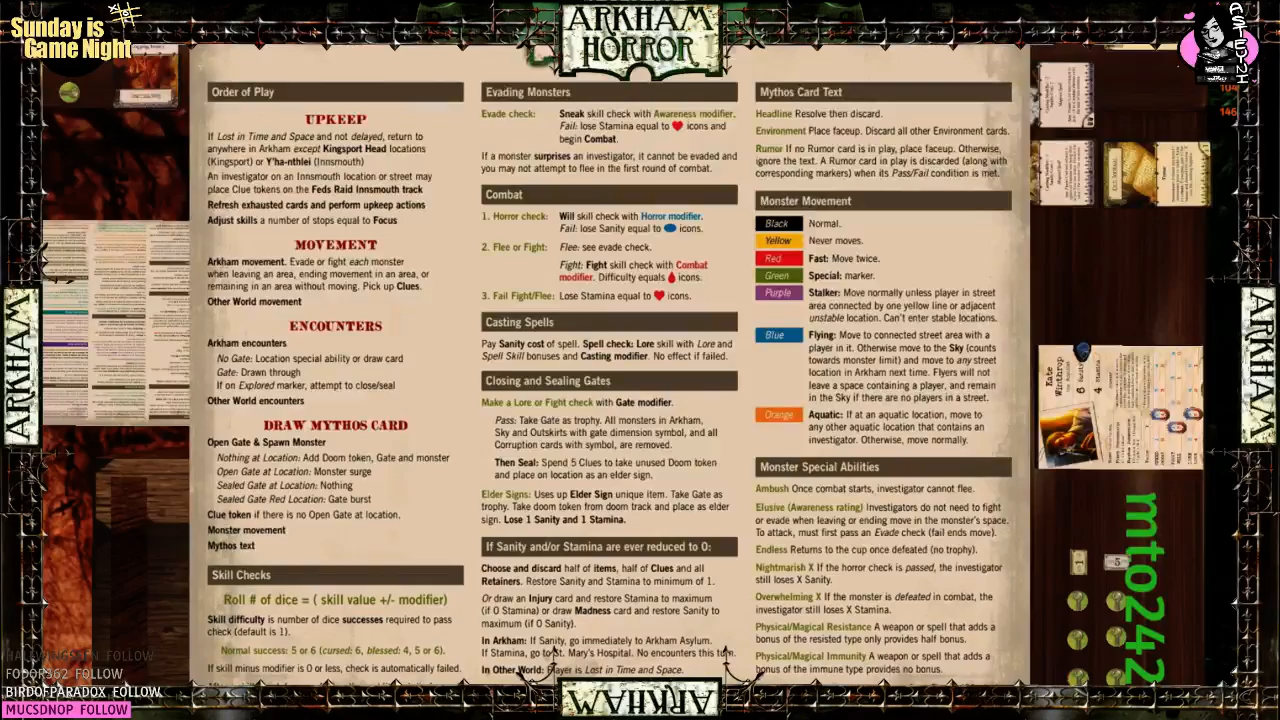 Sunday is
Game Night
ARKHAM
HORROR
ASTEDINI
Order of Play
UPKEEP
If Lost in Time and Space and not delayed, return to
anywhere in Arkham except Kingsport Head locations
(Kingsport) or Y'ha-nthlei (Innsmouth)
An investigator on an Innsmouth location or street may
place Clue tokens on the Feds Raid Innsmouth track
Refresh exhausted cards and perform upkeep actions
Adjust skills a number of stops equal to Focus
MOVEMENT
Arkham movement. Evade or fight each monster
when leaving an area, ending movement in an area, or
remaining in an area without moving. Pick up Clues.
Other World movement
ENCOUNTERS
Arkham encounters
No Gate: Location special ability or draw card
Gate: Drawn through
If on Explored marker, attempt to close/seal
Other World encounters
DRAW MYTHOS CARD
Open Gate & Spawn Monster
Nothing at Location: Add Doom token, Gate and monster
Open Gate at Location: Monster surge
Sealed Gate at Location: Nothing
Sealed Gate Red Location: Gate burst
Clue token if there is no Open Gate at location.
Monster movement
Mythos text
Skill Checks
Roll # of dice = ( skill value +/- modifier)
Skill difficulty is number of dice successes required to pass
check (default is 1).
Normal success: 5 or 6 (cursed: 6, blessed: 4, 5 or 6).
If skill minus modifier is 0 or less, check is automatically failed.
Evading Monsters
Evade check: Sneak skill check with Awareness modifier.
Fail: lose Stamina equal to icons and
begin Combat.
If a monster surprises an investigator, it cannot be evaded and
you may not attempt to flee in the first round of combat.
Combat
1. Horror check: Will skill check with Horror modifier.
Fail: lose Sanity equal to icons.
2. Flee or Fight: Flee: see evade check.
Fight: Fight skill check with Combat
modifier. Difficulty equals icons.
3. Fail Fight/Flee: Lose Stamina equal to icons.
Casting Spells
Pay Sanity cost of spell. Spell check: Lore skill with Lore and
Spell Skill bonuses and Casting modifier. No effect if failed.
Closing and Sealing Gates
Make a Lore or Fight check with Gate modifier.
Pass: Take Gate as trophy. All monsters in Arkham,
Sky and Outskirts with gate dimension symbol, and all
Corruption cards with symbol, are removed.
Then Seal: Spend 5 Clues to take unused Doom token
and place on location as an elder sign.
Elder Signs: Uses up Elder Sign unique item. Take Gate as
trophy. Take doom token from doom track and place as elder
sign. Lose 1 Sanity and 1 Stamina.
If Sanity and/or Stamina are ever reduced to 0:
Choose and discard half of items, half of Clues and all
Retainers. Restore Sanity and Stamina to minimum of 1.
Or draw an Injury card and restore Stamina to maximum
(if 0 Stamina) or draw Madness card and restore Sanity to
maximum (if 0 Sanity).
In Arkham: If Sanity, go immediately to Arkham Asylum.
If Stamina, go to St. Mary's Hospital. No encounters this turn.
In Other World: Player is Lost in Time and Space.
Mythos Card Text
Headline Resolve then discard.
Environment Place faceup. Discard all other Environment cards.
Rumor If no Rumor card is in play, place faceup. Otherwise,
ignore the text. A Rumor card in play is discarded (along with
corresponding markers) when its Pass/Fail condition is met.
Monster Movement
Black Normal.
Yellow Never moves.
Red Fast: Move twice.
Green Special: marker.
Purple Stalker: Move normally unless player in street
area connected by one yellow line or adjacent
unstable location. Can't enter stable locations.
Blue Flying: Move to connected street area with a
player in it. Otherwise move to the Sky (counts
towards monster limit) and move to any street
location in Arkham next time. Flyers will not
leave a space containing a player, and remain
in the Sky if there are no players in a street.
Orange Aquatic: If at an aquatic location, move to
any other aquatic location that contains an
investigator. Otherwise, move normally.
Monster Special Abilities
Ambush Once combat starts, investigator cannot flee.
Elusive (Awareness rating) Investigators do not need to fight
or evade when leaving or ending move in the monster's space.
To attack, must first pass an Evade check (fail ends move).
Endless Returns to the cup once defeated (no trophy).
Nightmarish X If the horror check is passed, the investigator
still loses X Sanity.
Overwhelming X If the monster is defeated in combat, the
investigator still loses X Stamina.
Physical/Magical Resistance A weapon or spell that adds a
bonus of the resisted type only provides half bonus.
Physical/Magical Immunity A weapon or spell that adds a
bonus of the immune type provides no bonus.
104
146
Kate
Winthrop
6 Sanity
4 Stamina
1
5
mto242
HALFWINGSTEIN FOLLOW
FODOR362 FOLLOW
BIRDOFPARADOX FOLLOW
MUCSDNOP FOLLOW
ARKHAM
ARKHAM
ARKHAM